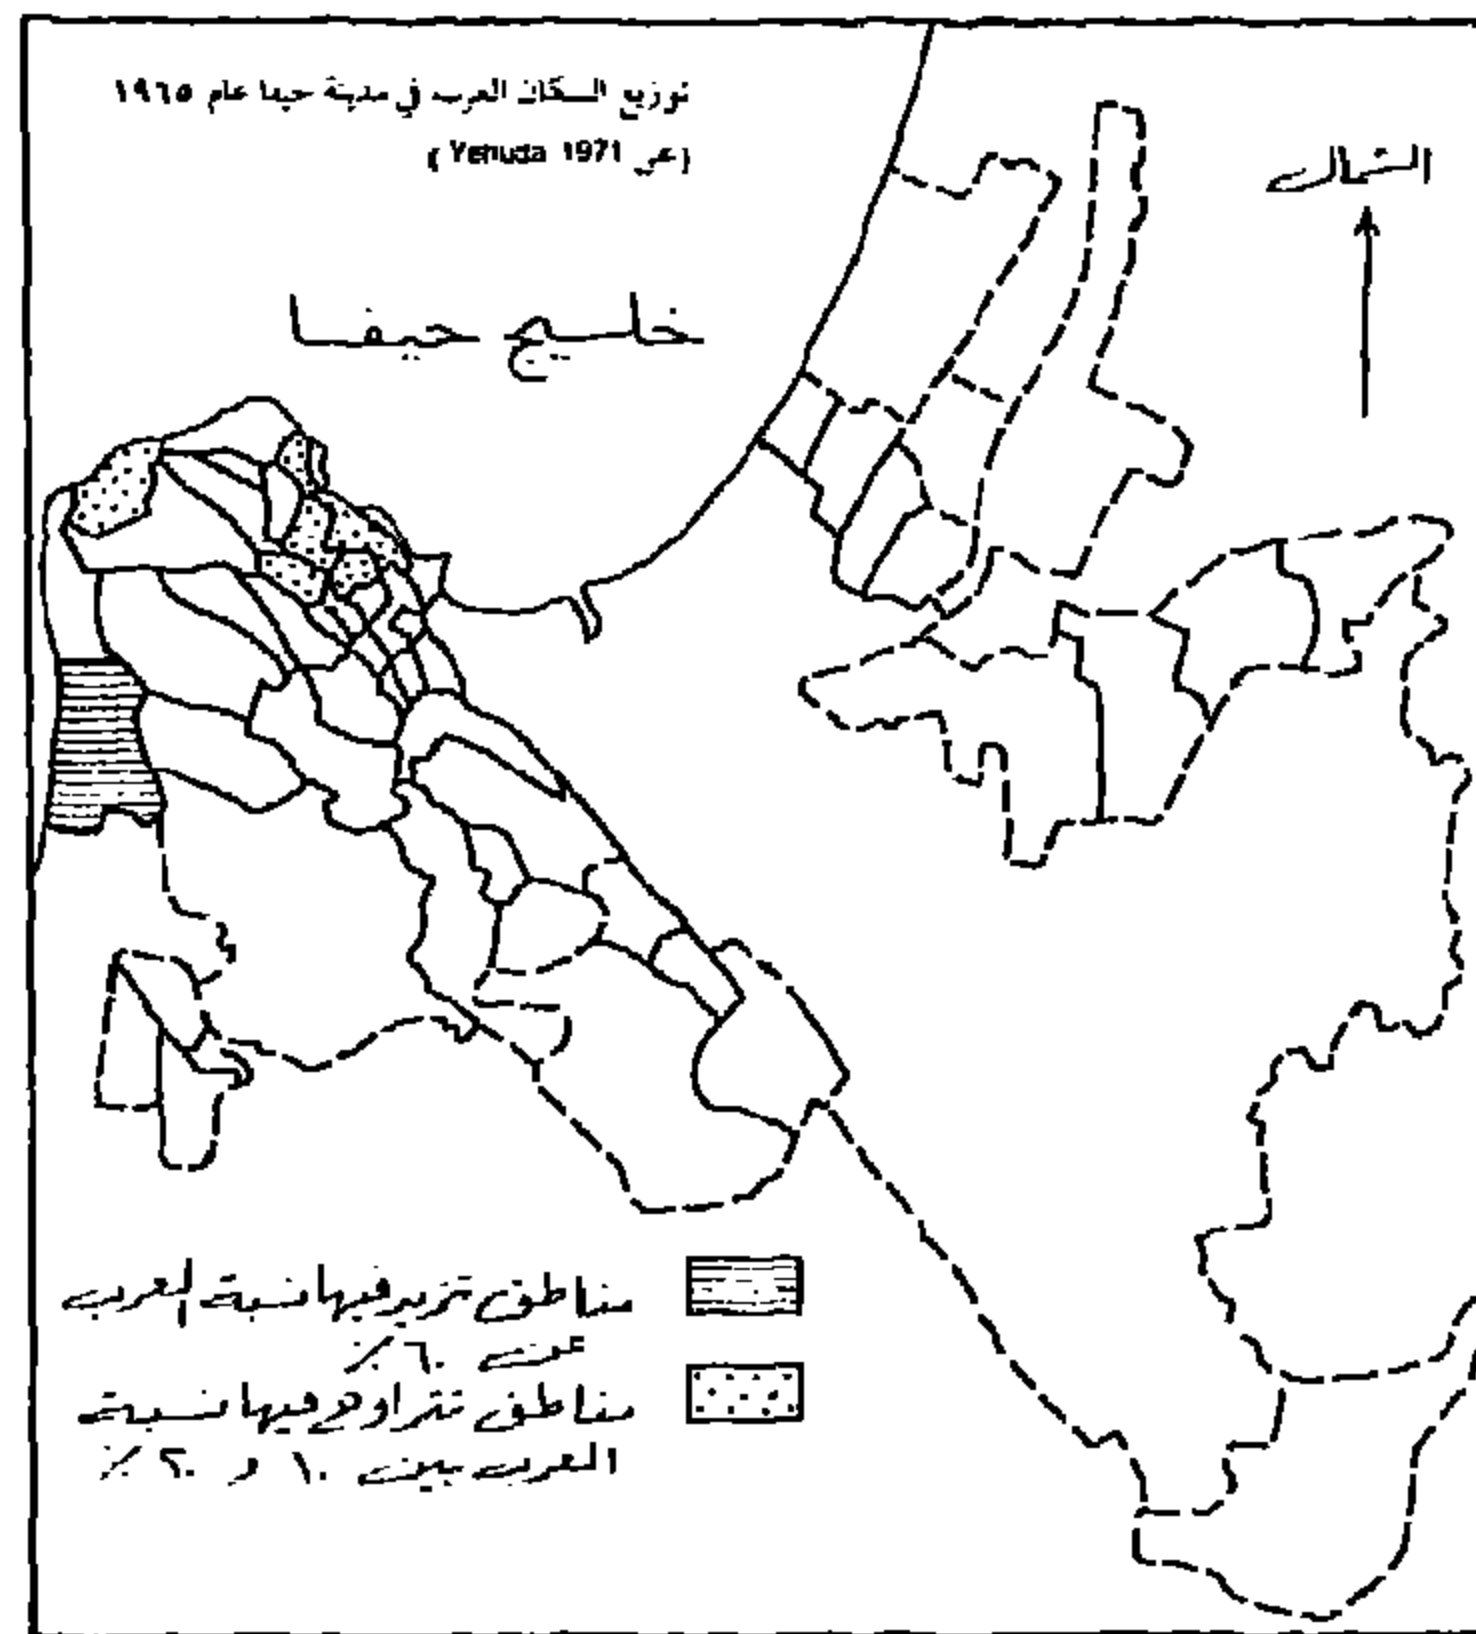 توزيع السكان العرب في مدينة حيفا عام ١٩٦٥
(عن Yehuda 1971)
الشمال
خليج حيفا
مناطق تزيد فيها نسبة العرب
عن ٦٠ ٪
مناطق تتراوح فيها نسبة
العرب بين ١٠ و ٢٠ ٪